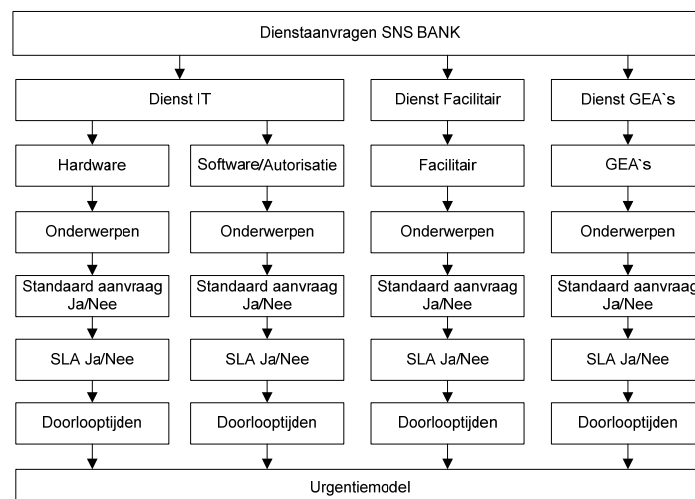 Dienstaanvragen SNS BANK
Dienst IT
Dienst Facilitair
Dienst GEA`s
Hardware
Software/Autorisatie
Facilitair
GEA`s
Onderwerpen
Onderwerpen
Onderwerpen
Onderwerpen
Standaard aanvraag
Ja/Nee
Standaard aanvraag
Ja/Nee
Standaard aanvraag
Ja/Nee
Standaard aanvraag
Ja/Nee
SLA Ja/Nee
SLA Ja/Nee
SLA Ja/Nee
SLA Ja/Nee
Doorlooptijden
Doorlooptijden
Doorlooptijden
Doorlooptijden
Urgentiemodel